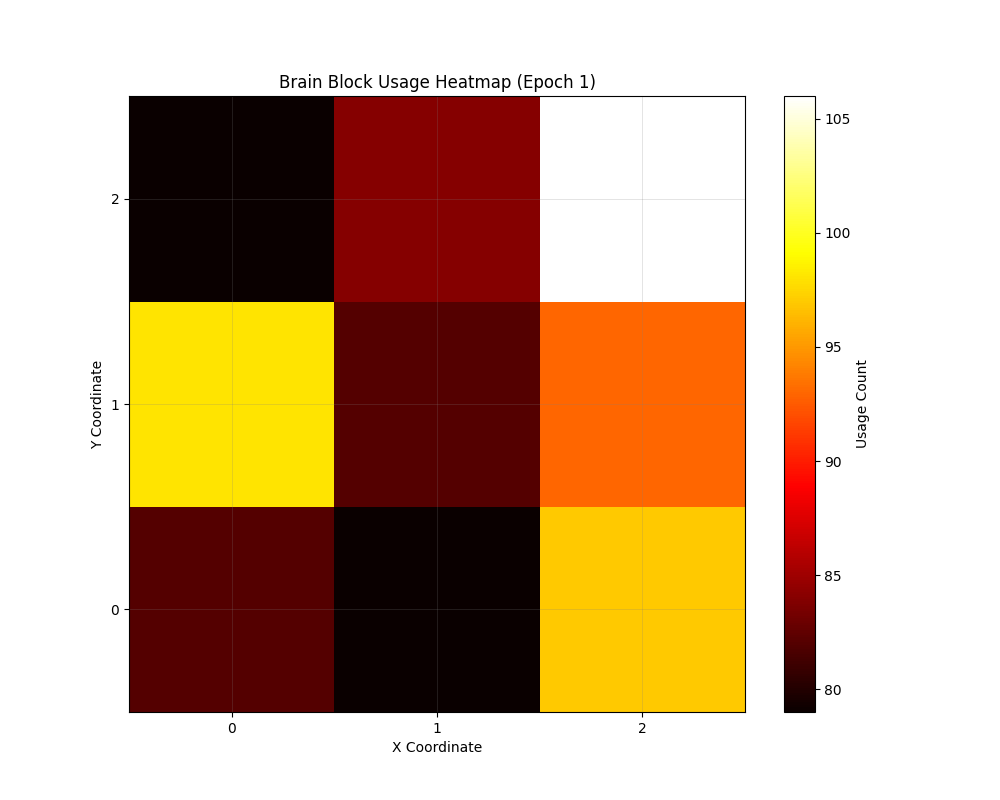 Brain Block Usage Heatmap (Epoch 1)
105
2
100
95
Y Coordinate
1
Usage Count
90
85
0
80
0 1 2
X Coordinate